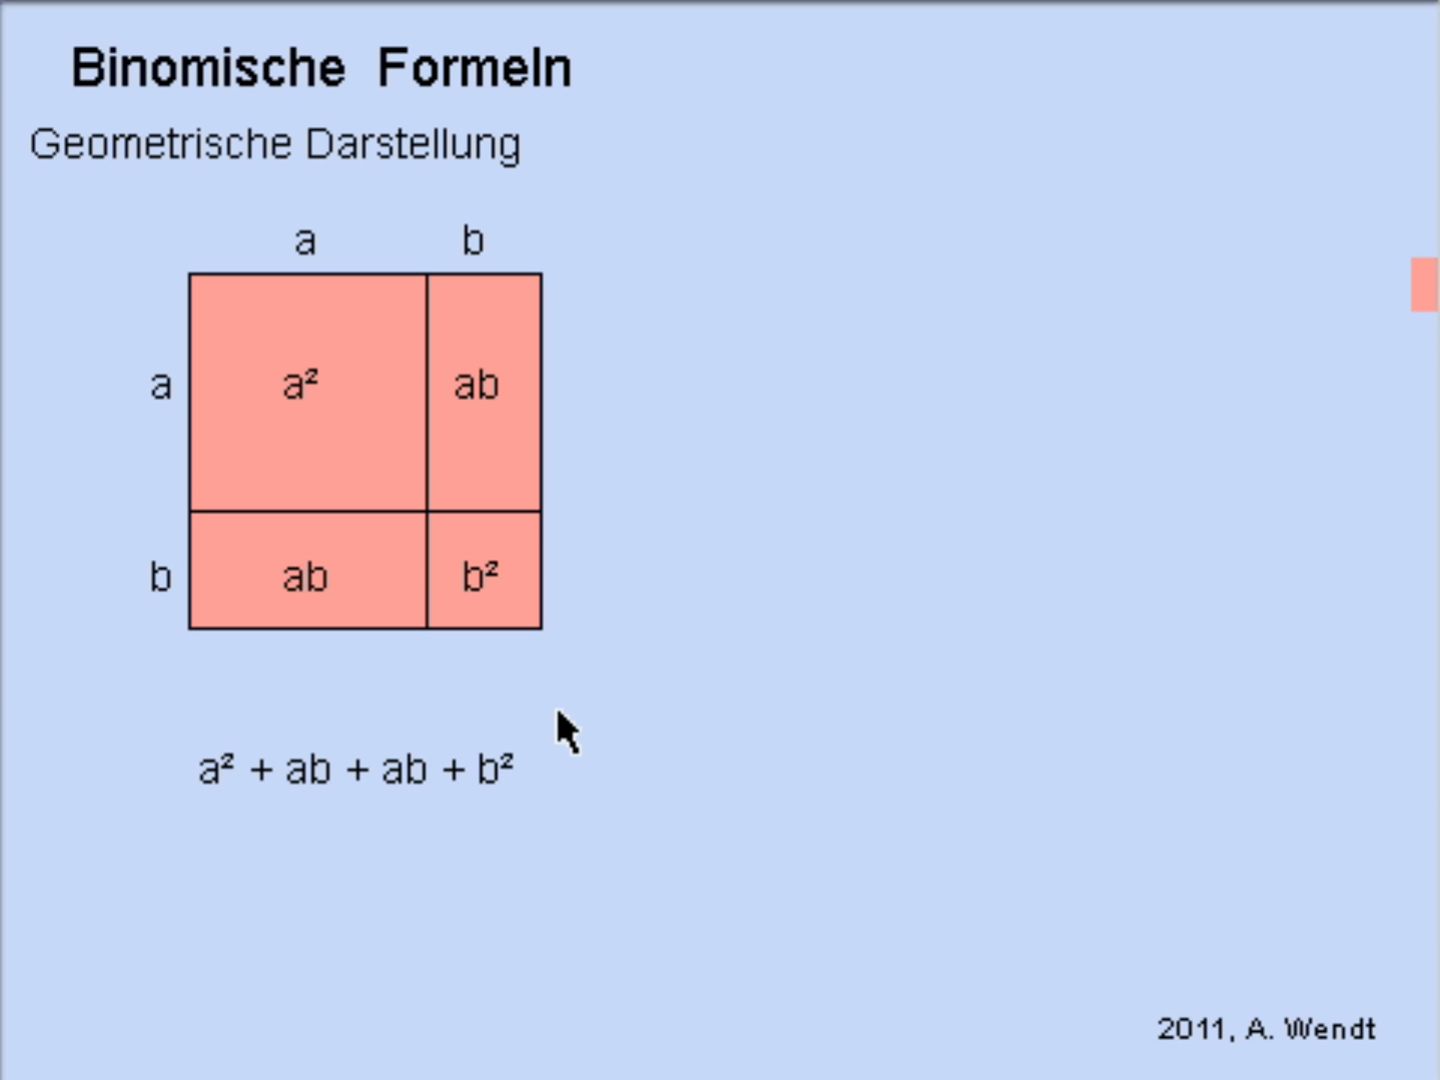 Binomische Formeln
Geometrische Darstellung
a b
a a² ab
b ab b²
a² + ab + ab + b²
2011, A. Wendt